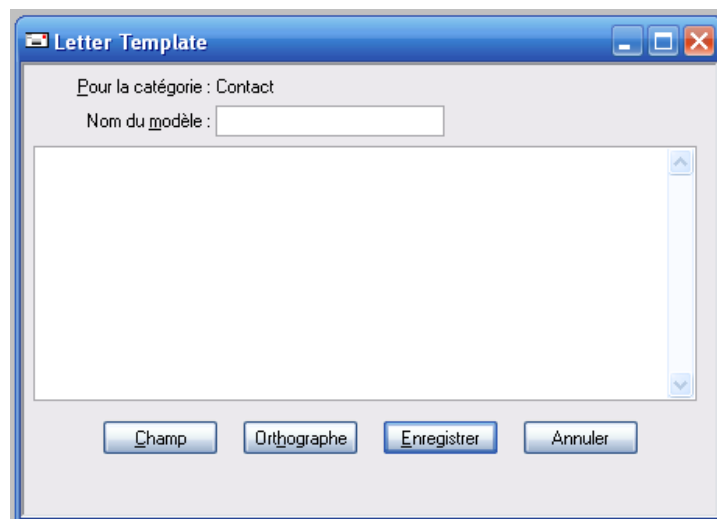 Letter Template
Pour la catégorie : Contact
Nom du modèle :
Champ Orthographe Enregistrer Annuler